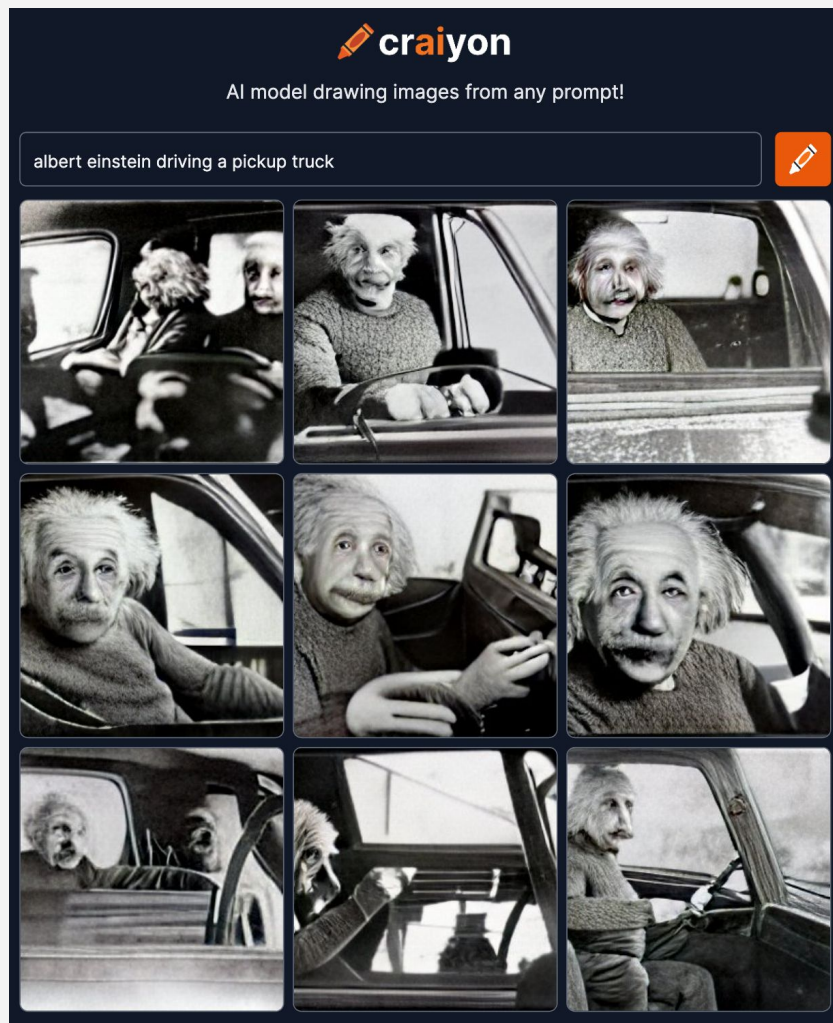 craiyon
AI model drawing images from any prompt!
albert einstein driving a pickup truck